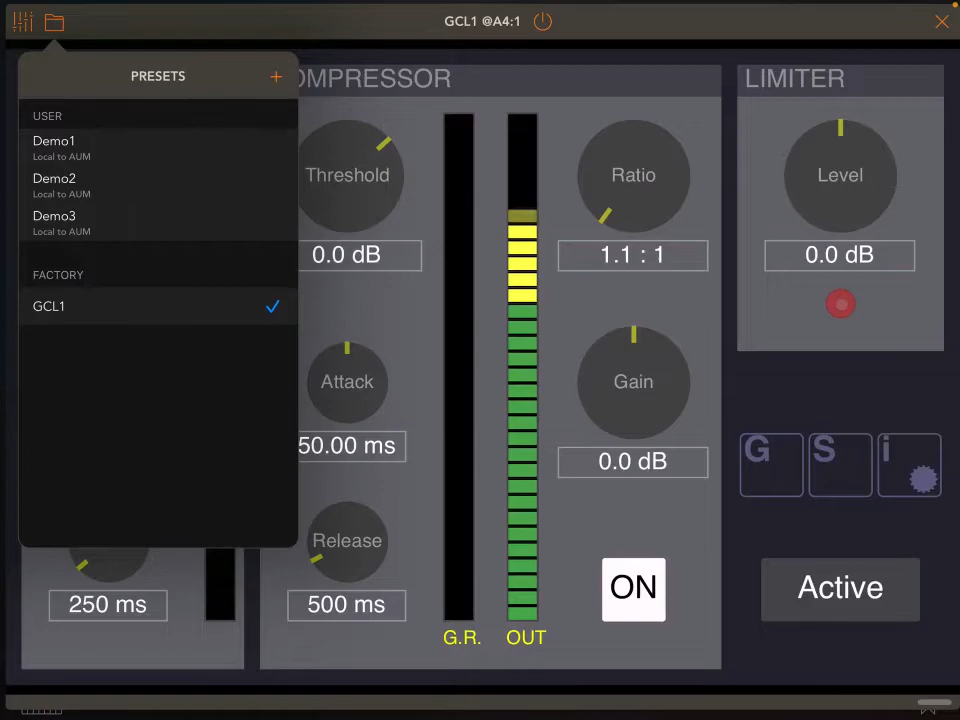 GCL1 @A4:1
PRESETS
+
USER
Demo1
Local to AUM
Demo2
Local to AUM
Demo3
Local to AUM
FACTORY
GCL1
OMPRESSOR
Threshold
0.0 dB
Ratio
1.1 : 1
Attack
50.00 ms
Gain
0.0 dB
Release
500 ms
250 ms
ON
G.R.
OUT
LIMITER
Level
0.0 dB
G S i
Active